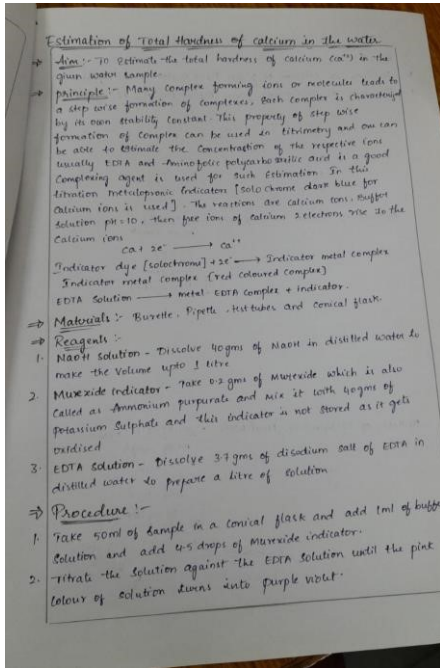 Estimation of Total Hardness of calcium in the water
⇒ Aim :- To Estimate the total hardness of calcium (ca⁺²) in the
given water sample.
⇒ principle :- Many complex forming ions or molecules leads to
a step wise formation of complexes. Each complex is characterized
by its own stability constant. This property of step wise
formation of complex can be used in titrimetry and one can
be able to estimate the concentration of the respective ions
usually EDTA and Aminofolic polycarboxilic acid is a good
complexing agent is used for such Estimation. In this
titration metallopronic Indicators [solo chrome dark blue for
calcium ions is used]. The reactions are calcium ions. Buffer
solution pH=10, then free ions of calcium 2 electrons rise to the
calcium ions
Ca + 2e⁻ → Ca⁺²
Indicator dye [solochrome] + 2e⁻ → Indicator metal complex
Indicator metal complex [red coloured complex]
EDTA Solution → metal EDTA complex + indicator.
⇒ Materials :- Burette, Pipette, test tubes and conical flask.
⇒ Reagents :-
1. NaOH solution - Dissolve 40gms of NaOH in distilled water to
make the volume upto 1 litre
2. Murexide indicator - Take 0.2 gms of Murexide which is also
called as Ammonium purpurate and mix it with 40gms of
potassium Sulphate and this indicator is not stored as it gets
oxidised
3. EDTA solution - Dissolve 3.7 gms of disodium salt of EDTA in
distilled water to prepare a litre of solution
⇒ Procedure :-
1. Take 50ml of sample in a conical flask and add 1ml of buffer
solution and add 4-5 drops of Murexide indicator.
2. Titrate the solution against the EDTA solution until the pink
colour of solution turns into purple violet.